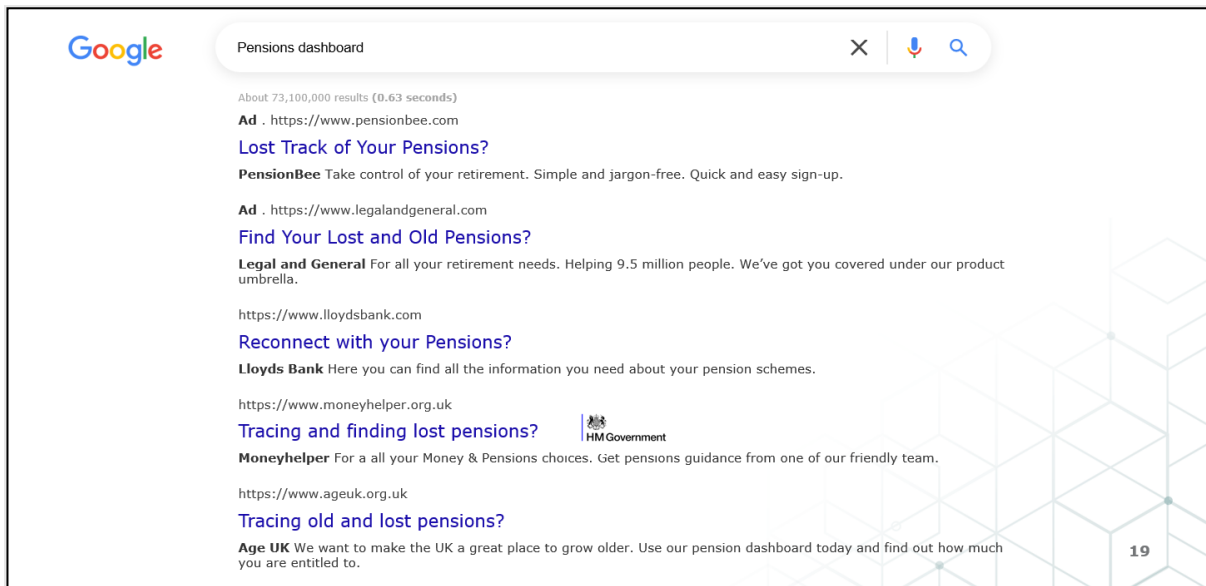 Google
Pensions dashboard
About 73,100,000 results (0.63 seconds)
Ad . https://www.pensionbee.com
Lost Track of Your Pensions?
PensionBee Take control of your retirement. Simple and jargon-free. Quick and easy sign-up.
Ad . https://www.legalandgeneral.com
Find Your Lost and Old Pensions?
Legal and General For all your retirement needs. Helping 9.5 million people. We’ve got you covered under our product
umbrella.
https://www.lloydsbank.com
Reconnect with your Pensions?
Lloyds Bank Here you can find all the information you need about your pension schemes.
https://www.moneyhelper.org.uk
Tracing and finding lost pensions?
HM Government
Moneyhelper For a all your Money & Pensions choices. Get pensions guidance from one of our friendly team.
https://www.ageuk.org.uk
Tracing old and lost pensions?
Age UK We want to make the UK a great place to grow older. Use our pension dashboard today and find out how much
you are entitled to.
19